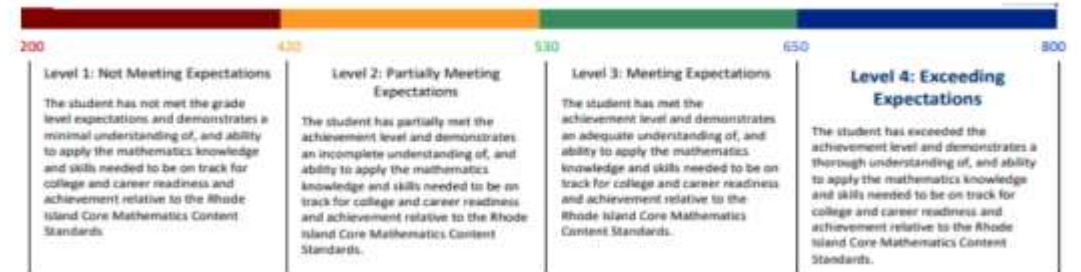 200 430 530 650 800
Level 1: Not Meeting Expectations
The student has not met the grade
level expectations and demonstrates a
minimal understanding of, and ability
to apply the mathematics knowledge
and skills needed to be on track for
college and career readiness and
achievement relative to the Rhode
Island Core Mathematics Content
Standards
Level 2: Partially Meeting
Expectations
The student has partially met the
achievement level and demonstrates
an incomplete understanding of, and
ability to apply the mathematics
knowledge and skills needed to be on
track for college and career readiness
and achievement relative to the Rhode
Island Core Mathematics Content
Standards.
Level 3: Meeting Expectations
The student has met the
achievement level and demonstrates
an adequate understanding of, and
ability to apply the mathematics
knowledge and skills needed to be on
track for college and career readiness
and achievement relative to the
Rhode Island Core Mathematics
Content Standards.
Level 4: Exceeding
Expectations
The student has exceeded the
achievement level and demonstrates a
thorough understanding of, and ability
to apply the mathematics knowledge
and skills needed to be on track for
college and career readiness and
achievement relative to the Rhode
Island Core Mathematics Content
Standards.